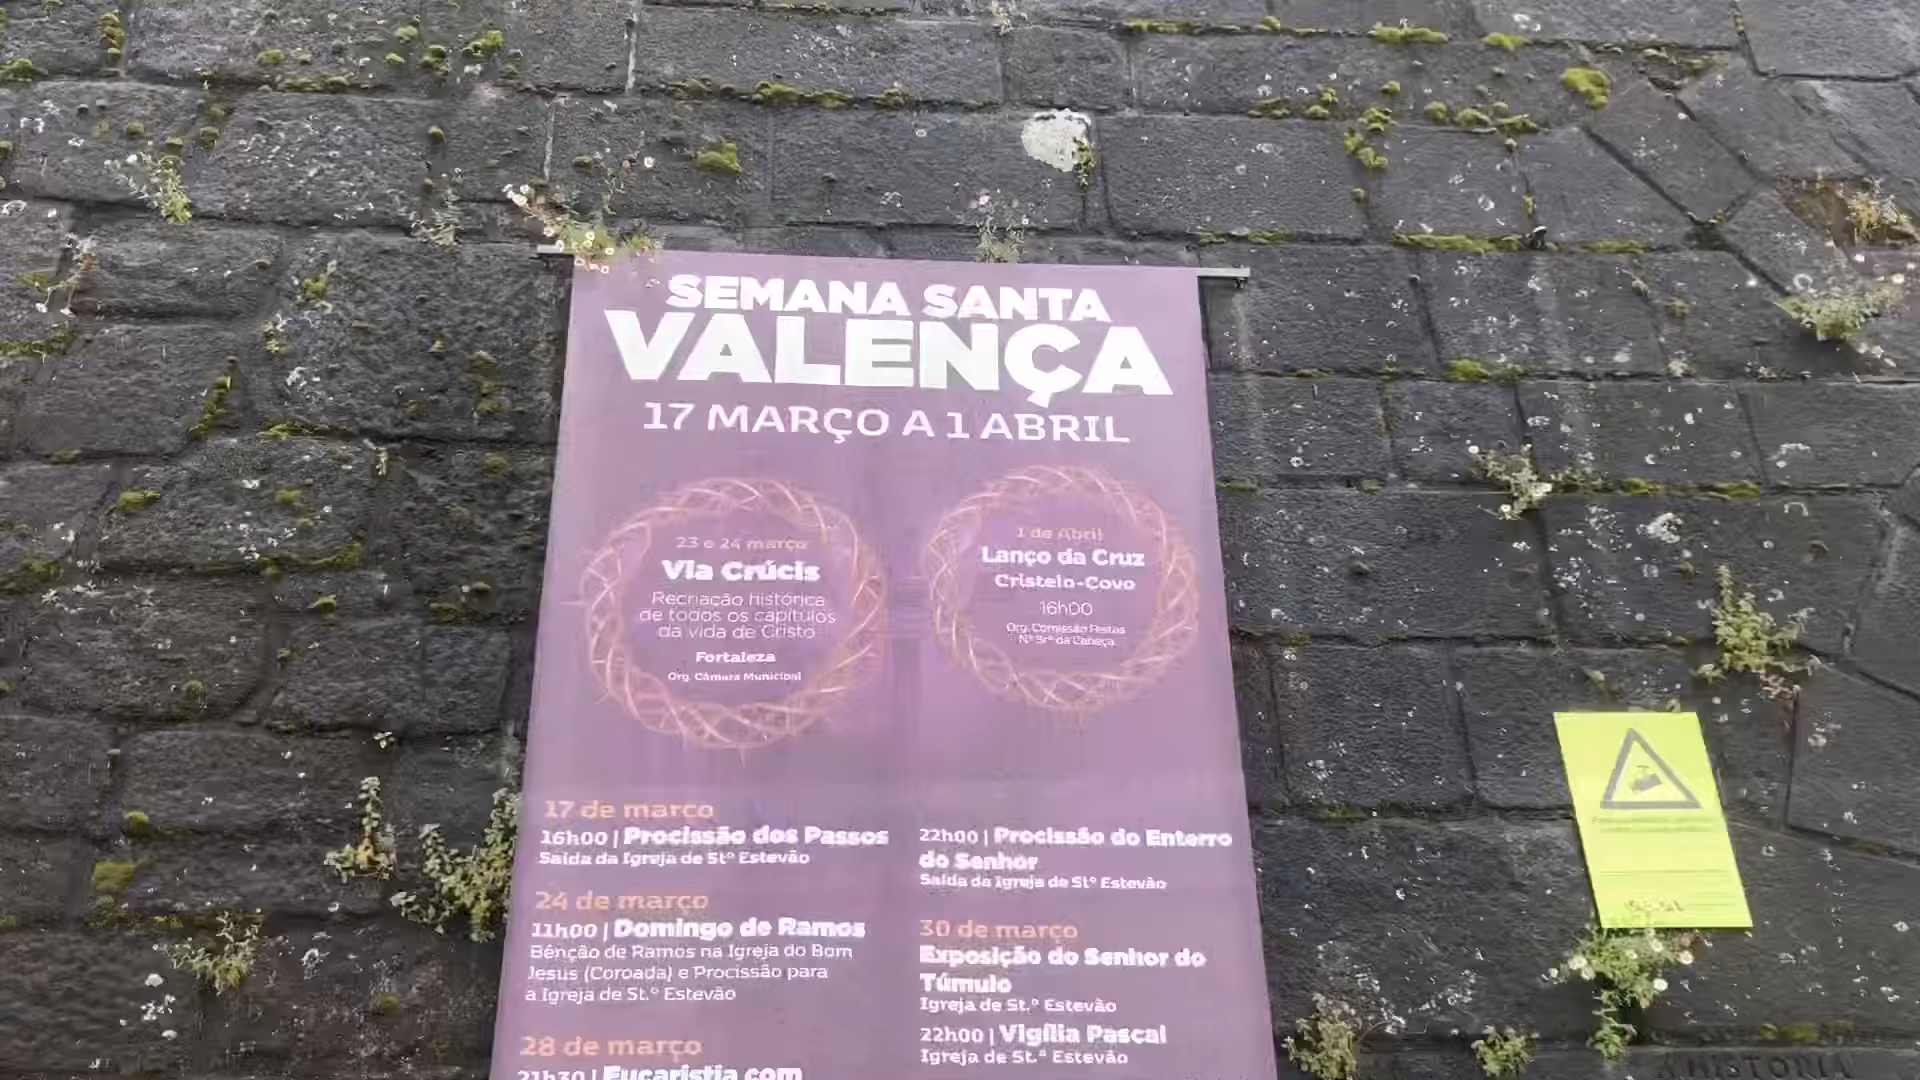 SEMANA SANTA
VALENÇA
17 MARÇO A 1 ABRIL
23 e 24 março
Via Crúcis
Recriação histórica
de todos os capítulos
da vida de Cristo
Fortaleza
Org. Câmara Municipal
1 de Abril
Lanço da Cruz
Cristelo-Covo
16h00
Org. Comissão Festas
Nª Srª da Cabeça
17 de março
16h00 | Procissão dos Passos
Saída da Igreja de St.º Estevão
24 de março
11h00 | Domingo de Ramos
Bênção de Ramos na Igreja do Bom
Jesus (Coroada) e Procissão para
a Igreja de St.º Estevão
28 de março
21h30 | Eucaristia com
22h00 | Procissão do Enterro
do Senhor
Saída da Igreja de St.º Estevão
30 de março
Exposição do Senhor do
Túmulo
Igreja de St.º Estevão
22h00 | Vigília Pascal
Igreja de St.º Estevão
HISTORIA